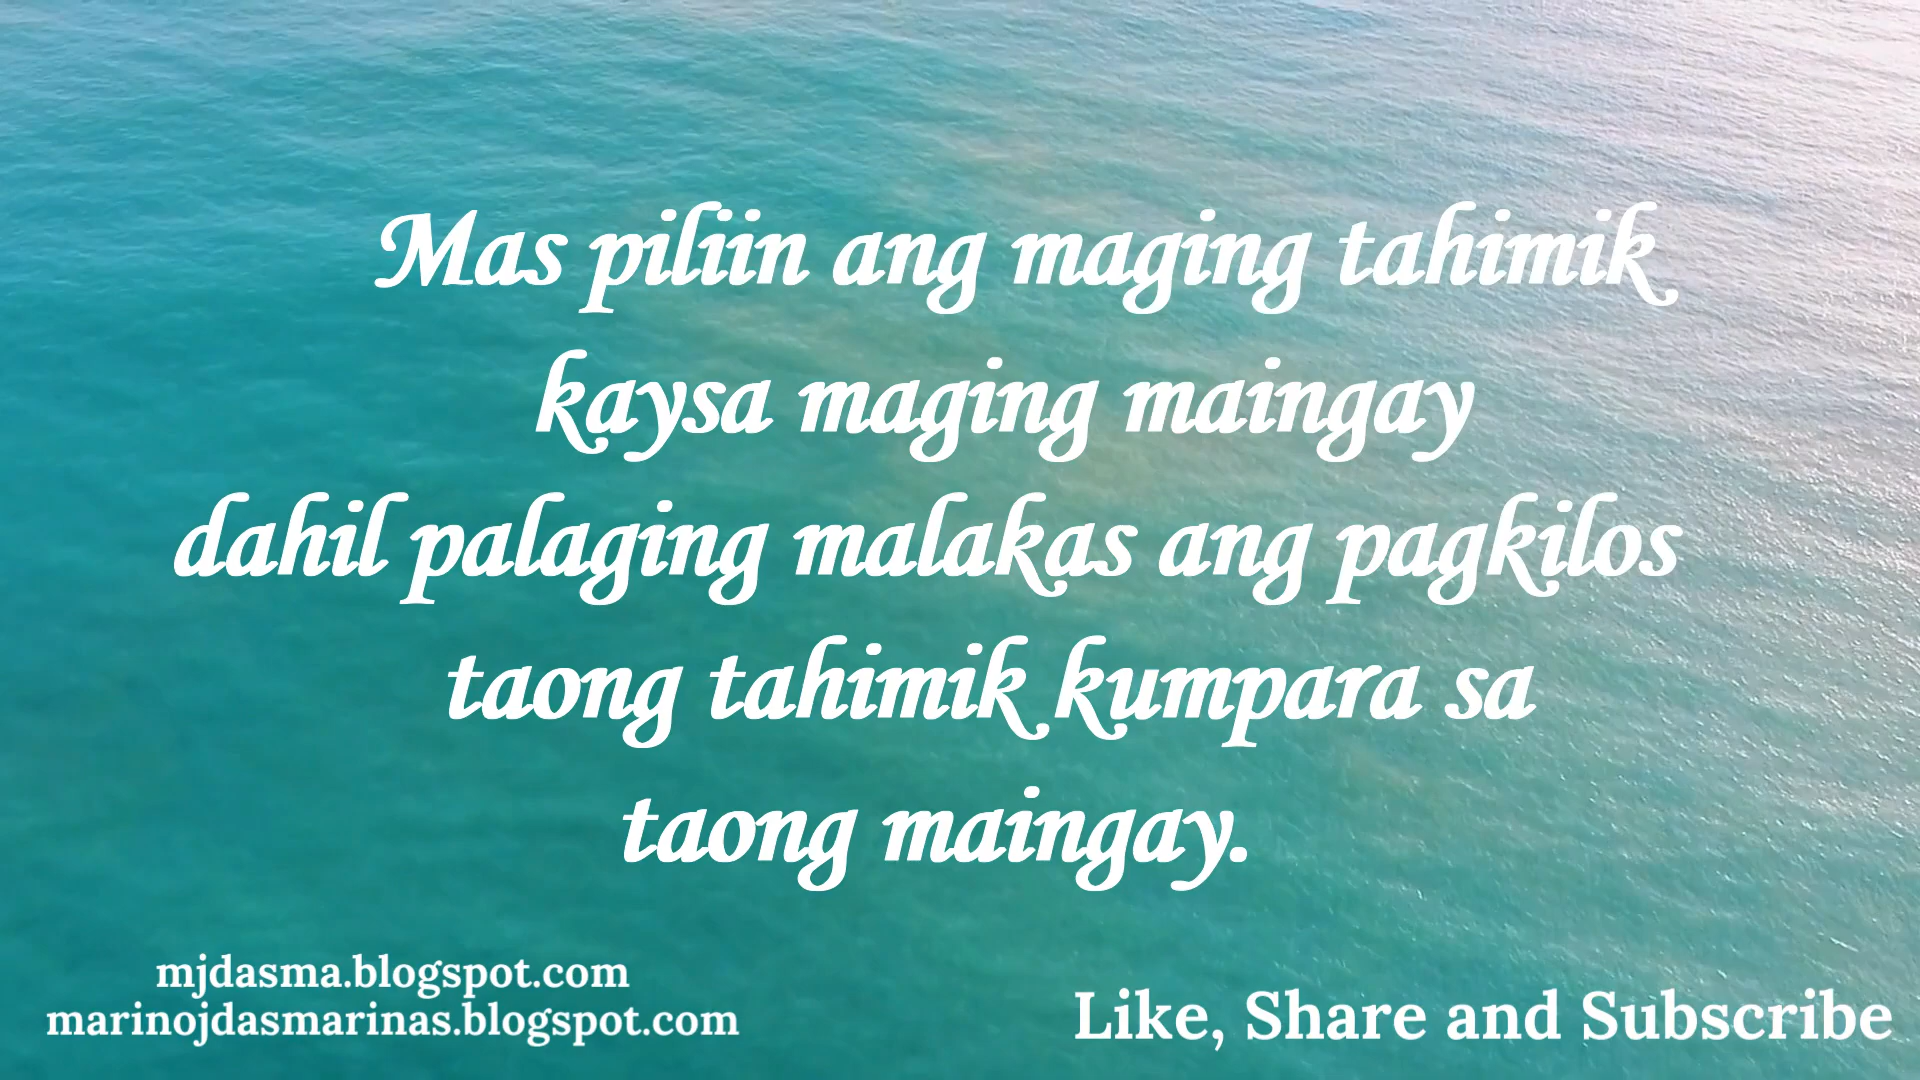 Mas piliin ang maging tahimik
kaysa maging maingay
dahil palaging malakas ang pagkilos
taong tahimik kumpara sa
taong maingay.
mjdasma.blogspot.com
marinojdasmarinas.blogspot.com
Like, Share and Subscribe